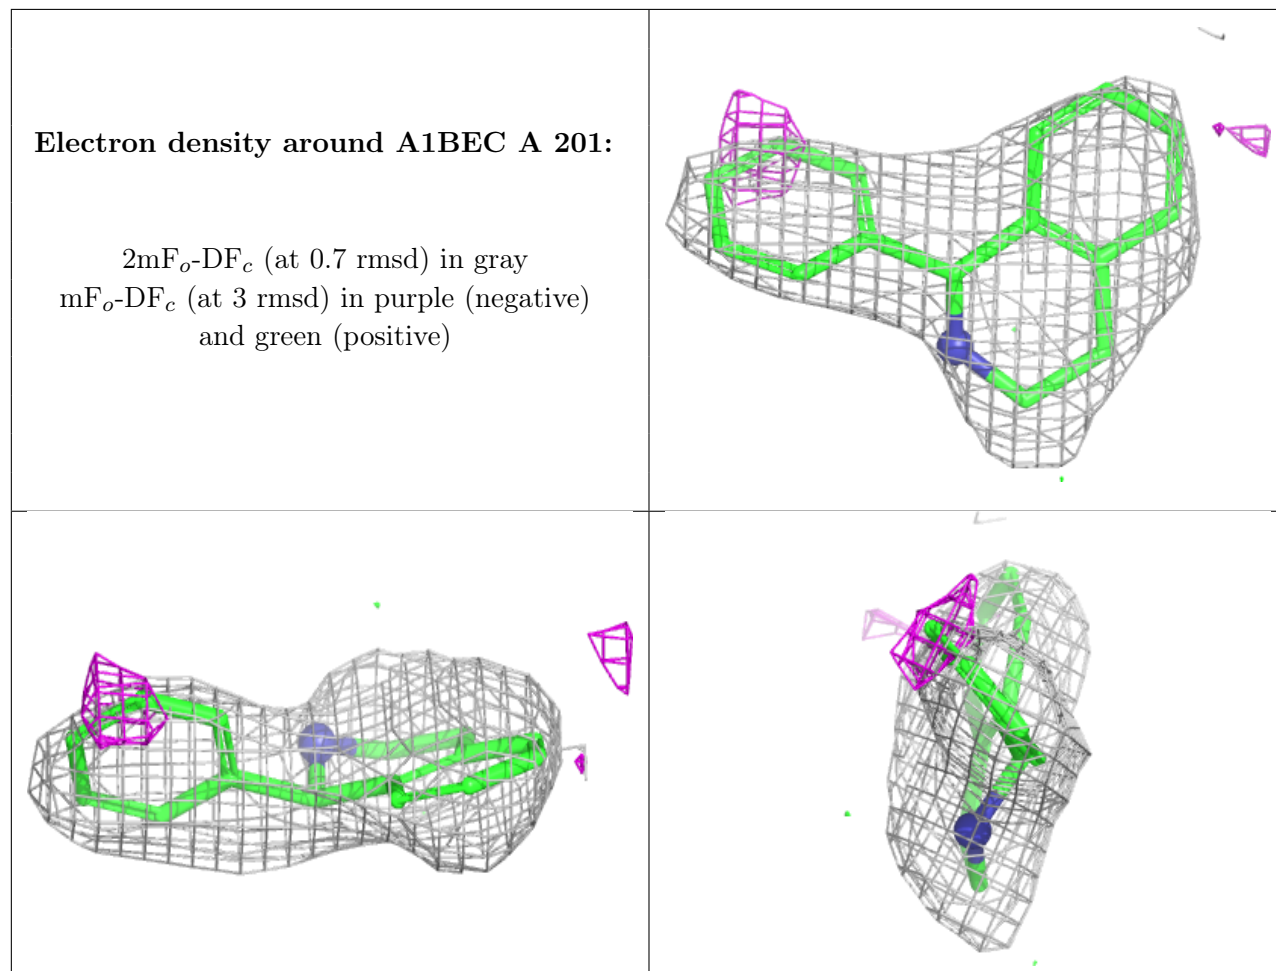 Electron density around A1BEC A 201:
2mFo-DFc (at 0.7 rmsd) in gray
mFo-DFc (at 3 rmsd) in purple (negative)
and green (positive)